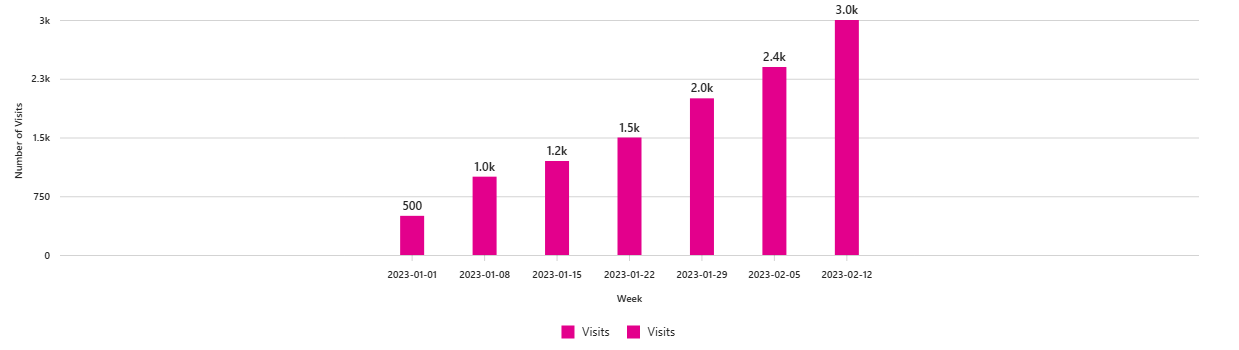 3.0k
3k
2.4k
2.3k
2.0k
1.5k
1.5k
1.2k
1.0k
750
500
0
Number of Visits
2023-01-01 2023-01-08 2023-01-15 2023-01-22 2023-01-29 2023-02-05 2023-02-12
Week
Visits Visits